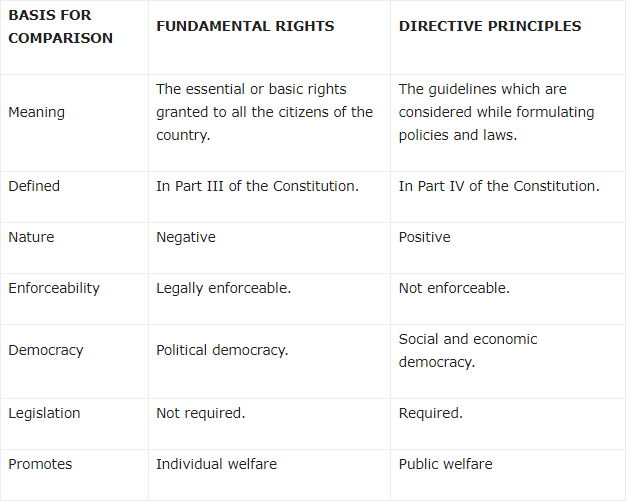 BASIS FOR
COMPARISON
FUNDAMENTAL RIGHTS
DIRECTIVE PRINCIPLES
Meaning
The essential or basic rights
granted to all the citizens of the
country.
The guidelines which are
considered while formulating
policies and laws.
Defined
In Part III of the Constitution.
In Part IV of the Constitution.
Nature
Negative
Positive
Enforceability
Legally enforceable.
Not enforceable.
Democracy
Political democracy.
Social and economic
democracy.
Legislation
Not required.
Required.
Promotes
Individual welfare
Public welfare